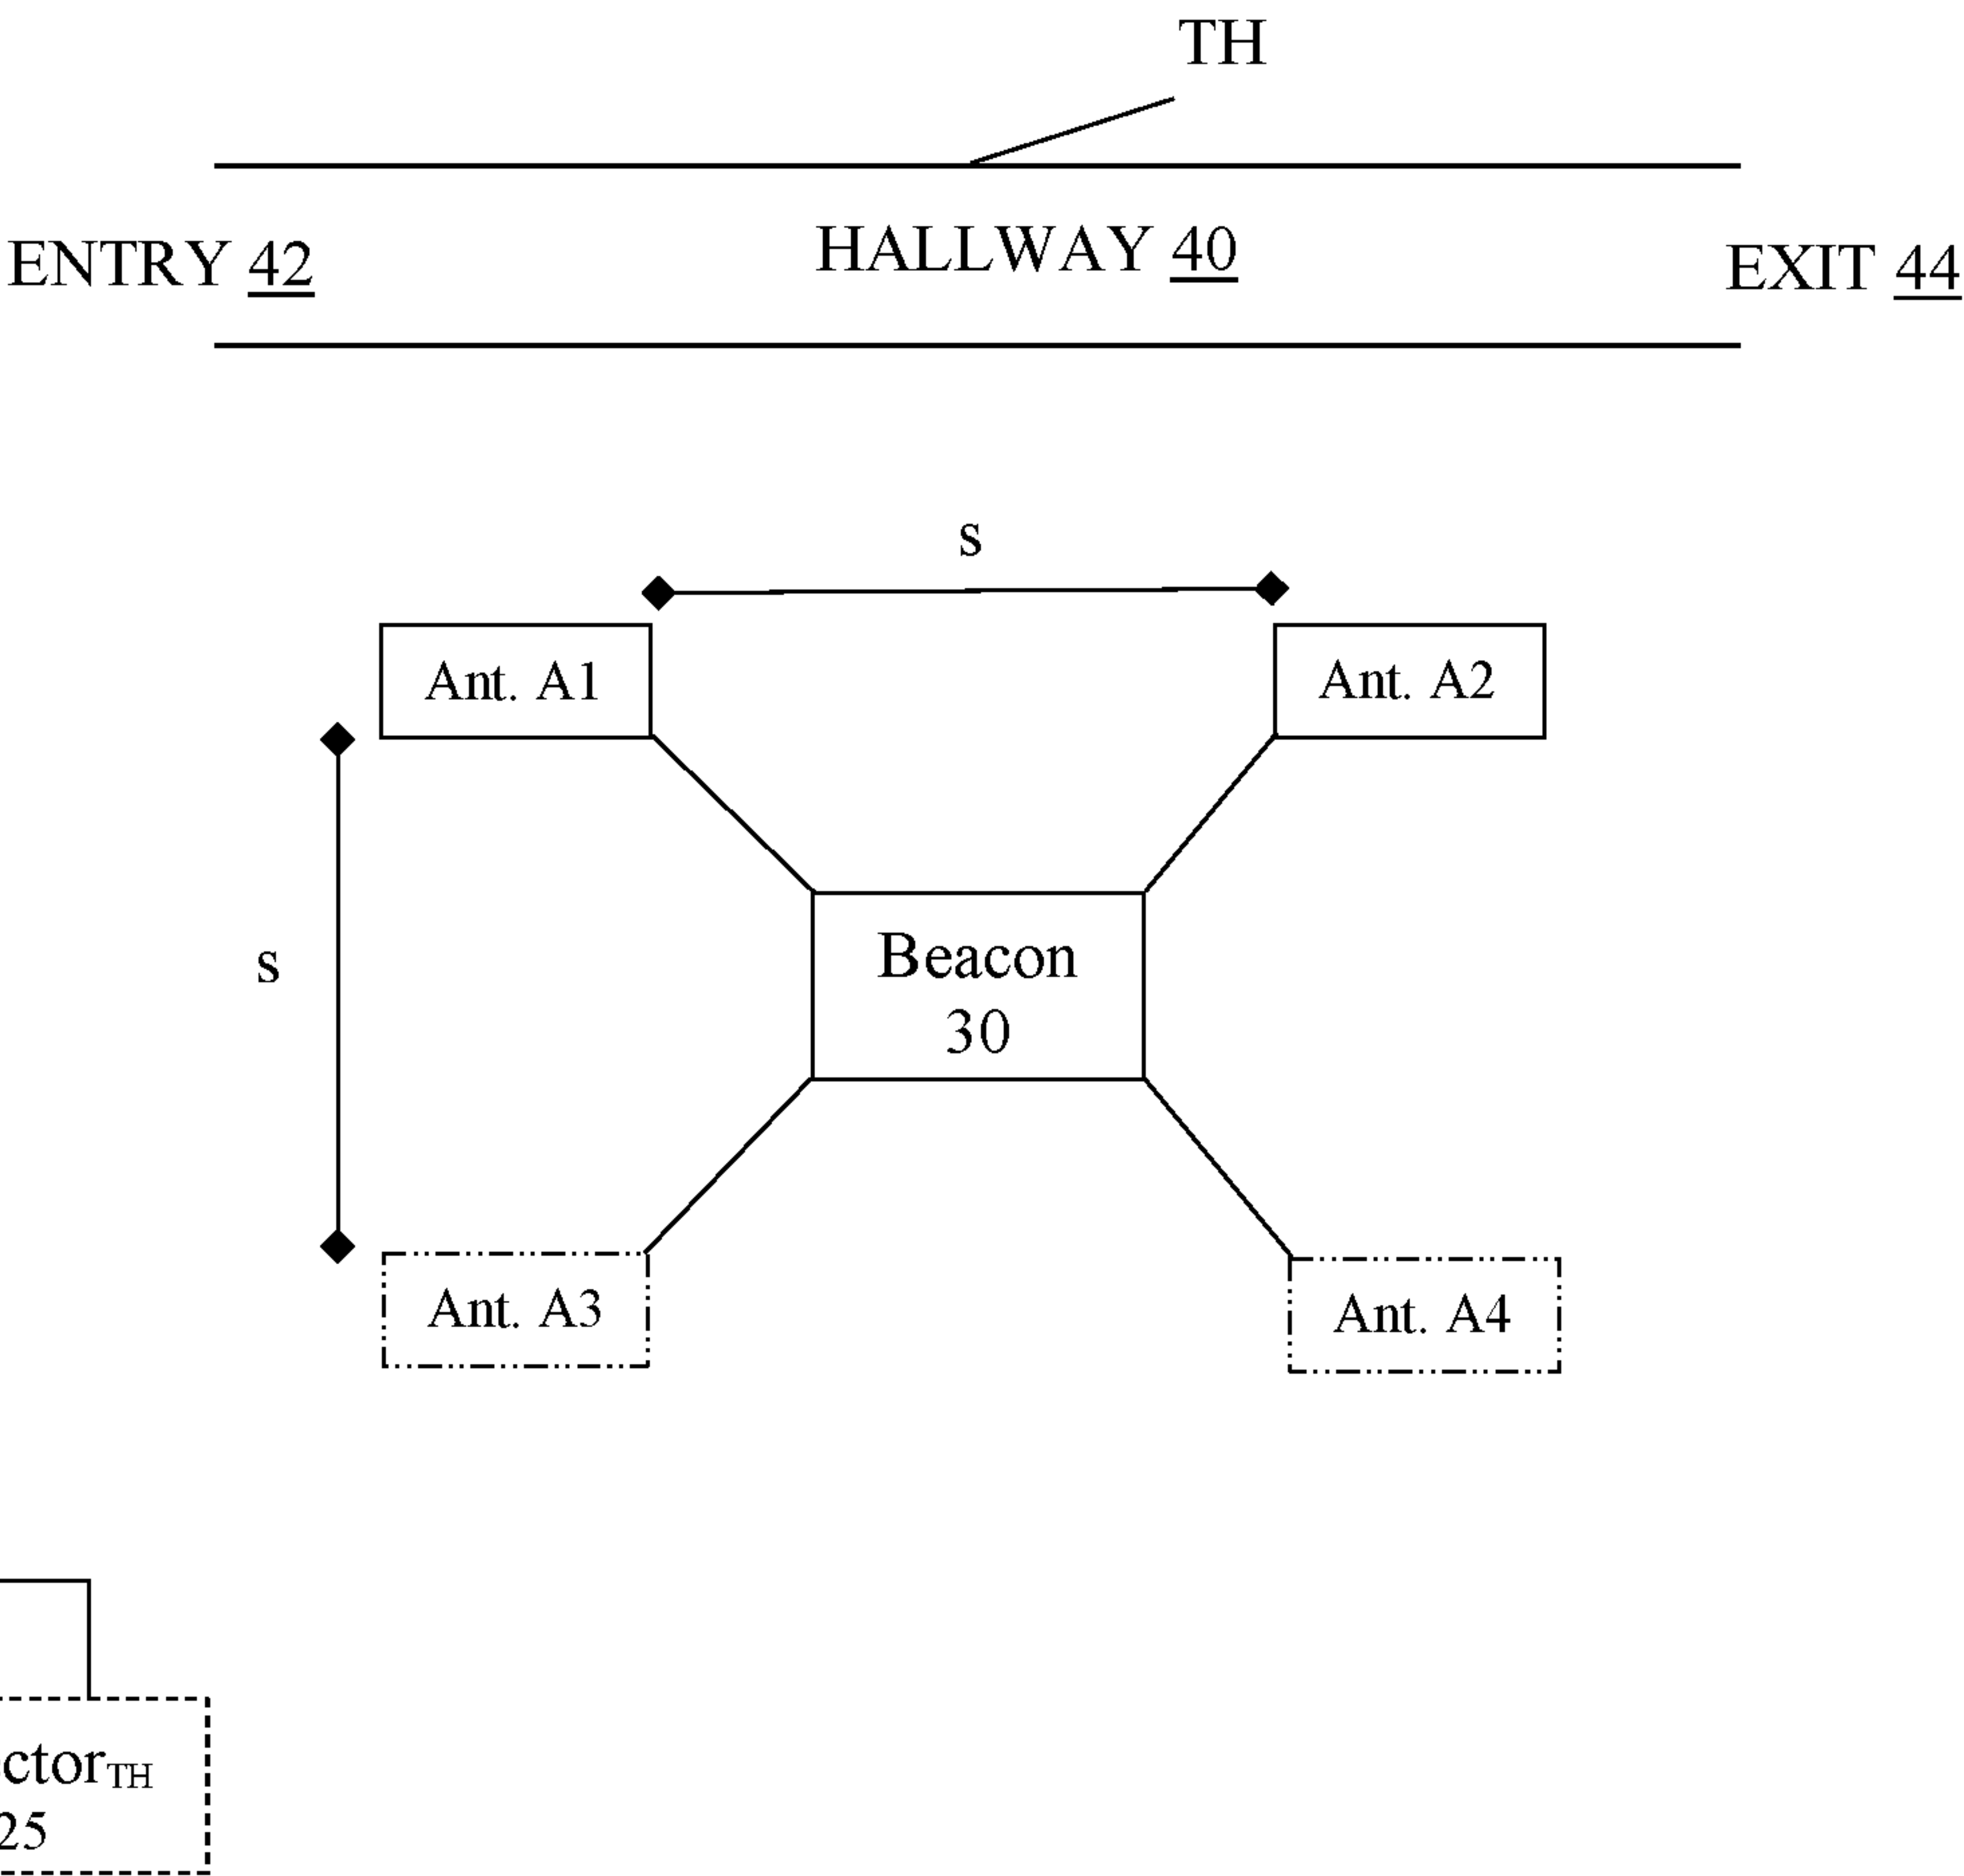 TH
ENTRY 42
HALLWAY 40
EXIT 44
s
Ant. A1
Ant. A2
s
Beacon
30
Ant. A3
Ant. A4
ctorTH
25